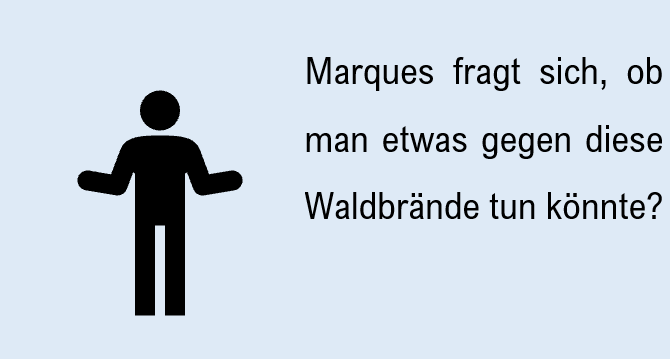 Marques fragt sich, ob
man etwas gegen diese
Waldbrände tun könnte?